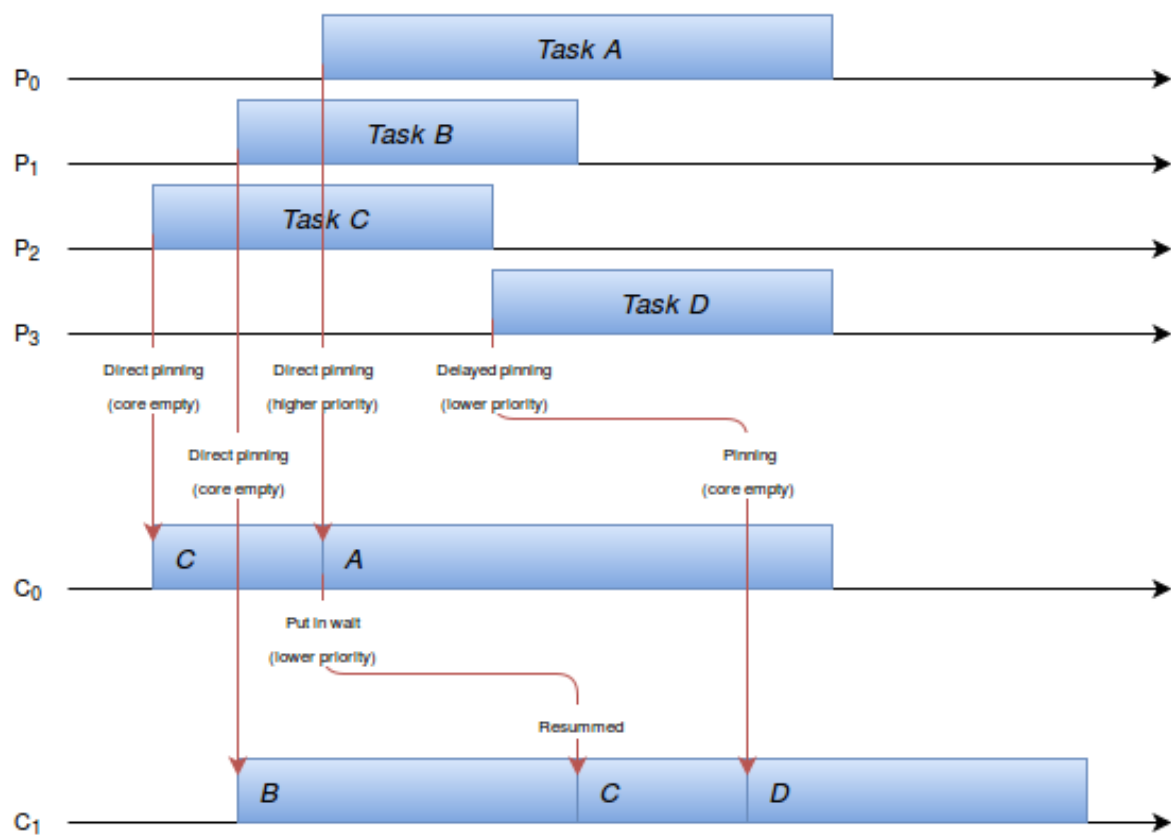 Task A
P0
Task B
P1
Task C
P2
Task D
P3
Direct pinning
(core empty)
Direct pinning
(higher priority)
Delayed pinning
(lower priority)
Direct pinning
(core empty)
Pinning
(core empty)
C
A
C0
Put in wait
(lower priority)
Resummed
B
C
D
C1